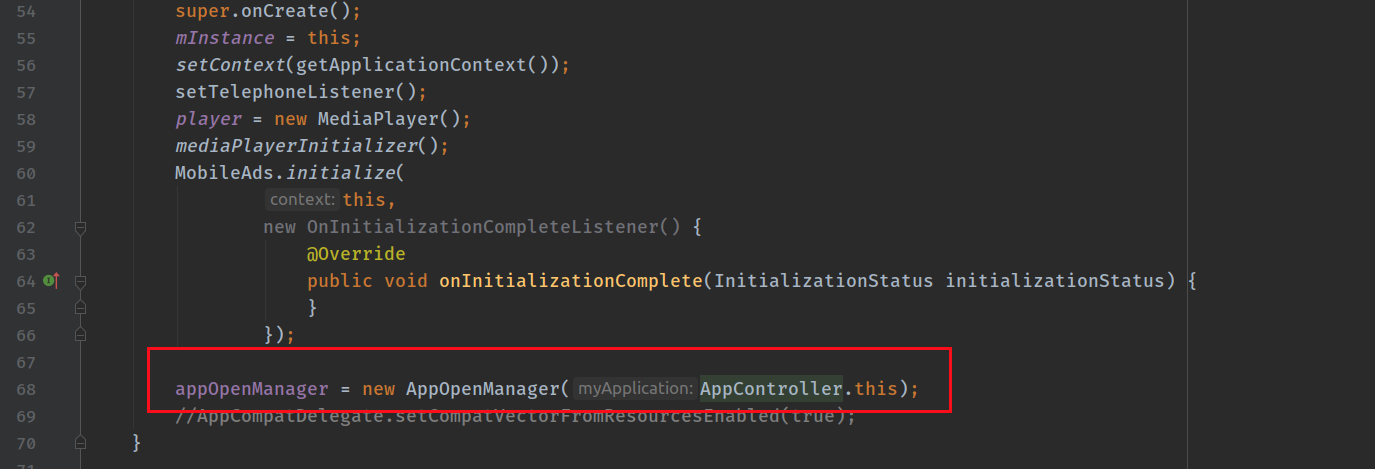 54 super.onCreate();
55 mInstance = this;
56 setContext(getApplicationContext());
57 setTelephoneListener();
58 player = new MediaPlayer();
59 mediaPlayerInitializer();
60 MobileAds.initialize(
61 context: this,
62 new OnInitializationCompleteListener() {
63 @Override
64 public void onInitializationComplete(InitializationStatus initializationStatus) {
65 }
66 });
67
68 appOpenManager = new AppOpenManager( myApplication: AppController.this);
69 //AppCompatDelegate.setCompatVectorFromResourcesEnabled(true);
70 }
71